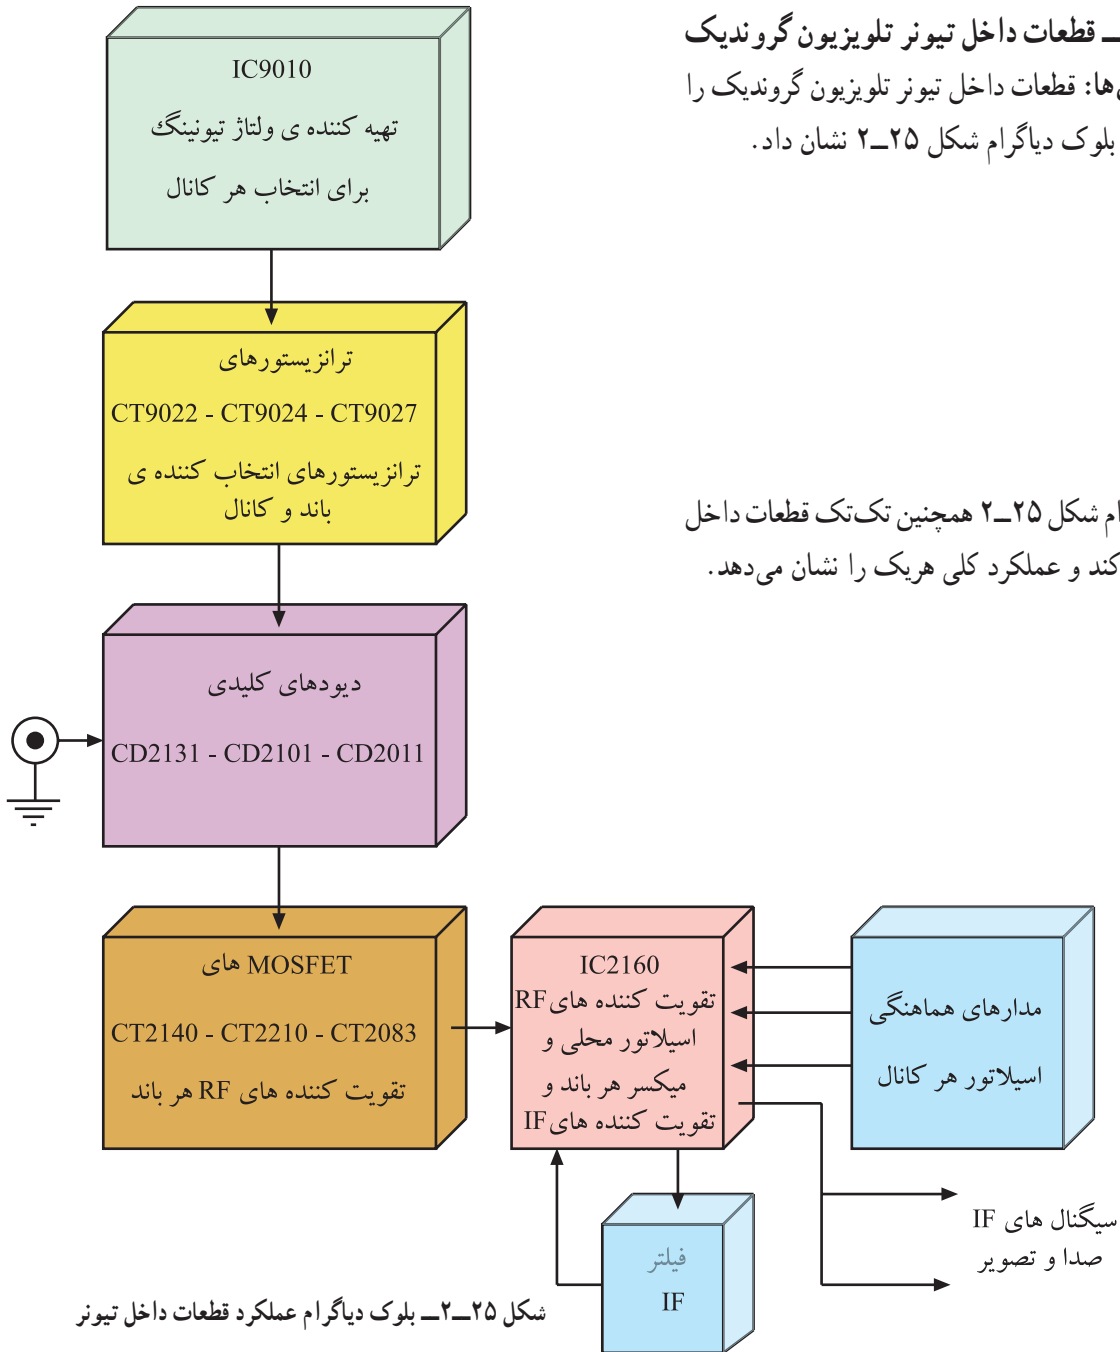 ـ قطعات داخل تیونر تلویزیون گروندیک
ها: قطعات داخل تیونر تلویزیون گروندیک را
بلوک دیاگرام شکل ۲۵ــ۲ نشان داد.
IC9010
تهیه کننده ی ولتاژ تیونینگ
برای انتخاب هر کانال
ترانزیستورهای
CT9022 - CT9024 - CT9027
ترانزیستورهای انتخاب کننده ی
باند و کانال
شکل ۲۵ــ۲ همچنین تک‌تک قطعات داخل
کند و عملکرد کلی هریک را نشان می‌دهد.
دیودهای کلیدی
CD2131 - CD2101 - CD2011
MOSFET های
CT2140 - CT2210 - CT2083
تقویت کننده های RF هر باند
IC2160
تقویت کننده های RF
اسیلاتور محلی و
میکسر هر باند و
تقویت کننده های IF
مدارهای هماهنگی
اسیلاتور هر کانال
سیگنال های IF
صدا و تصویر
فیلتر
IF
شکل ۲۵ــ۲ــ بلوک دیاگرام عملکرد قطعات داخل تیونر